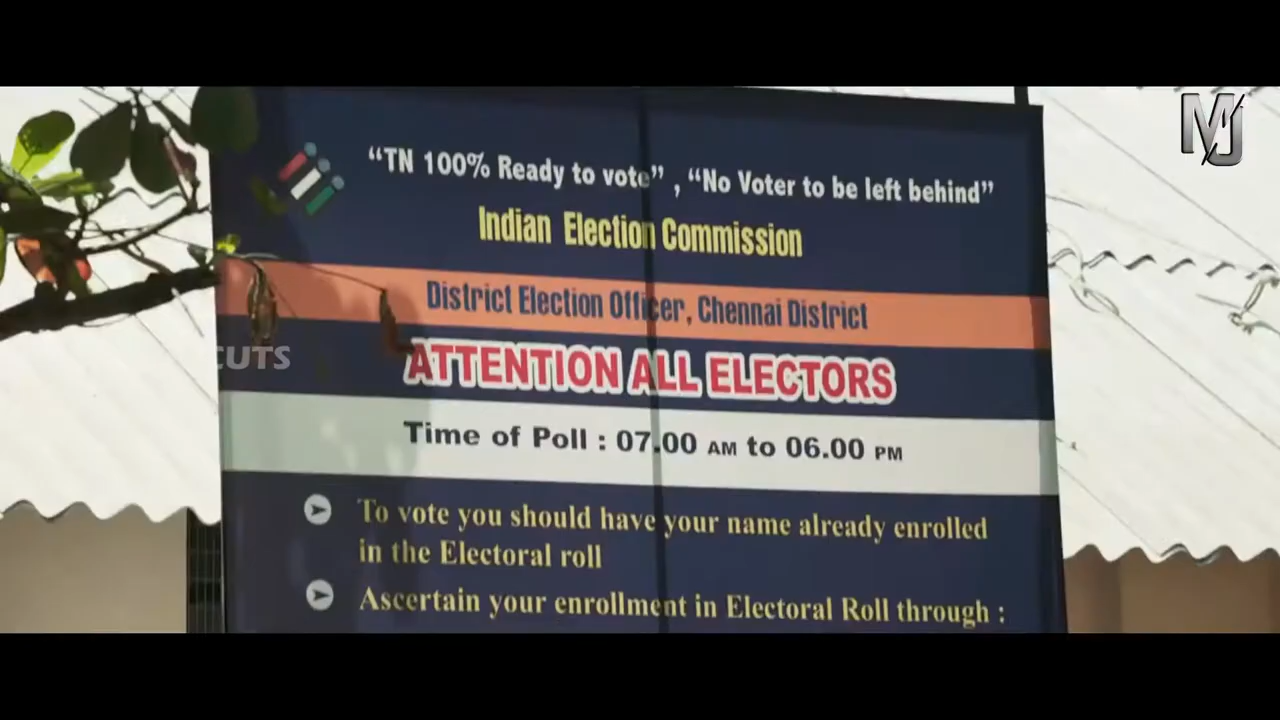 MJ
"TN 100% Ready to vote" , "No Voter to be left behind"
Indian Election Commission
District Election Officer, Chennai District
CUTS
ATTENTION ALL ELECTORS
Time of Poll : 07.00 AM to 06.00 PM
To vote you should have your name already enrolled
in the Electoral roll
Ascertain your enrollment in Electoral Roll through :